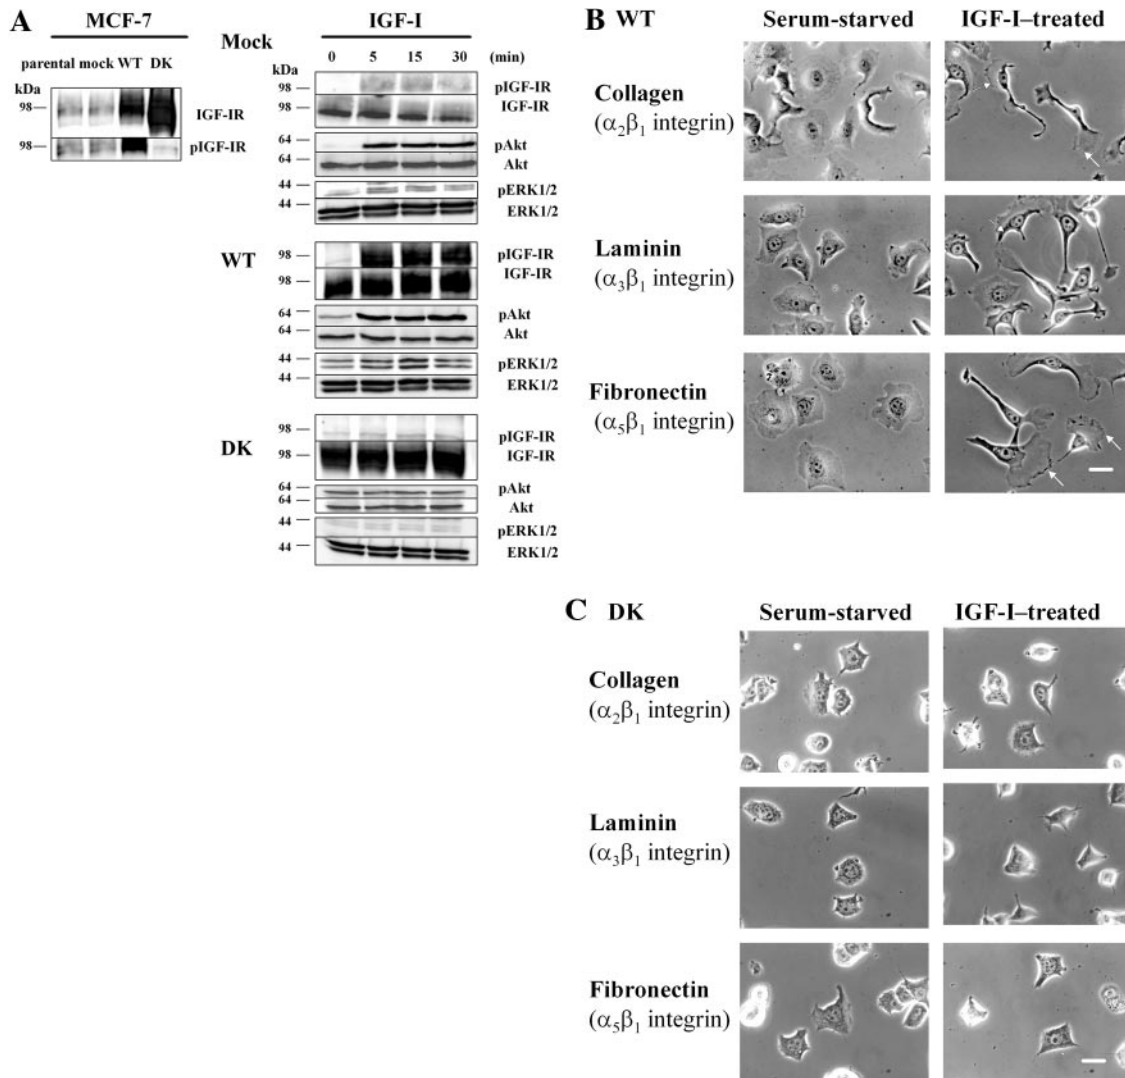 A
MCF-7
parental mock WT DK
kDa
98
IGF-IR
98
pIGF-IR
Mock
IGF-I
0 5 15 30 (min)
kDa
98
pIGF-IR
98
IGF-IR
64
pAkt
64
Akt
44
pERK1/2
44
ERK1/2
WT
98
pIGF-IR
98
IGF-IR
64
pAkt
64
Akt
44
pERK1/2
44
ERK1/2
DK
98
pIGF-IR
98
IGF-IR
64
pAkt
64
Akt
44
pERK1/2
44
ERK1/2
B WT
Serum-starved IGF-I–treated
Collagen
(α2β1 integrin)
Laminin
(α3β1 integrin)
Fibronectin
(α5β1 integrin)
C DK
Serum-starved IGF-I–treated
Collagen
(α2β1 integrin)
Laminin
(α3β1 integrin)
Fibronectin
(α5β1 integrin)